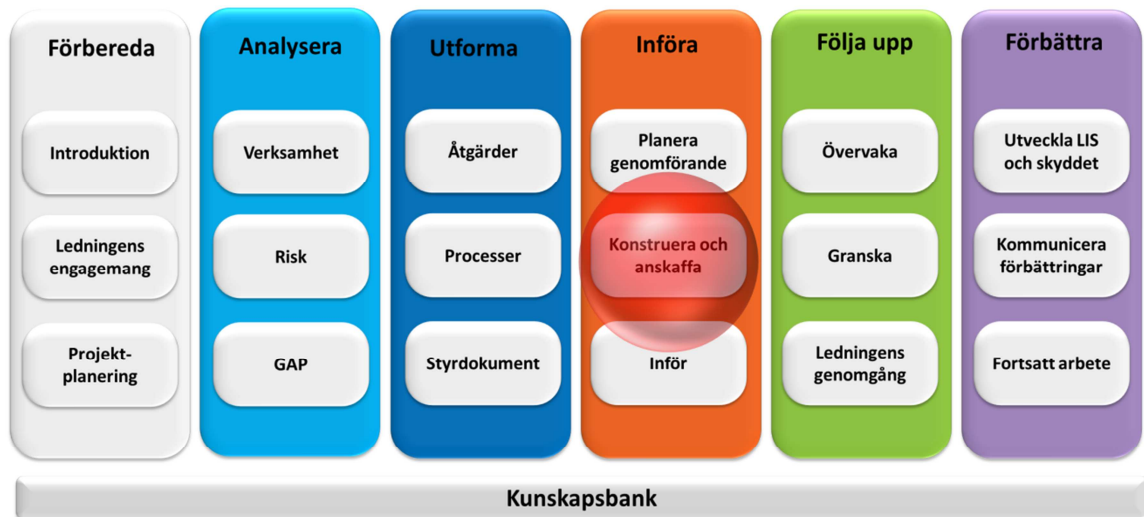 Förbereda
Introduktion
Ledningens
engagemang
Projekt-
planering
Analysera
Verksamhet
Risk
GAP
Utforma
Åtgärder
Processer
Styrdokument
Införa
Planera
genomförande
Konstruera och
anskaffa
Inför
Följa upp
Övervaka
Granska
Ledningens
genomgång
Förbättra
Utveckla LIS
och skyddet
Kommunicera
förbättringar
Fortsatt arbete
Kunskapsbank